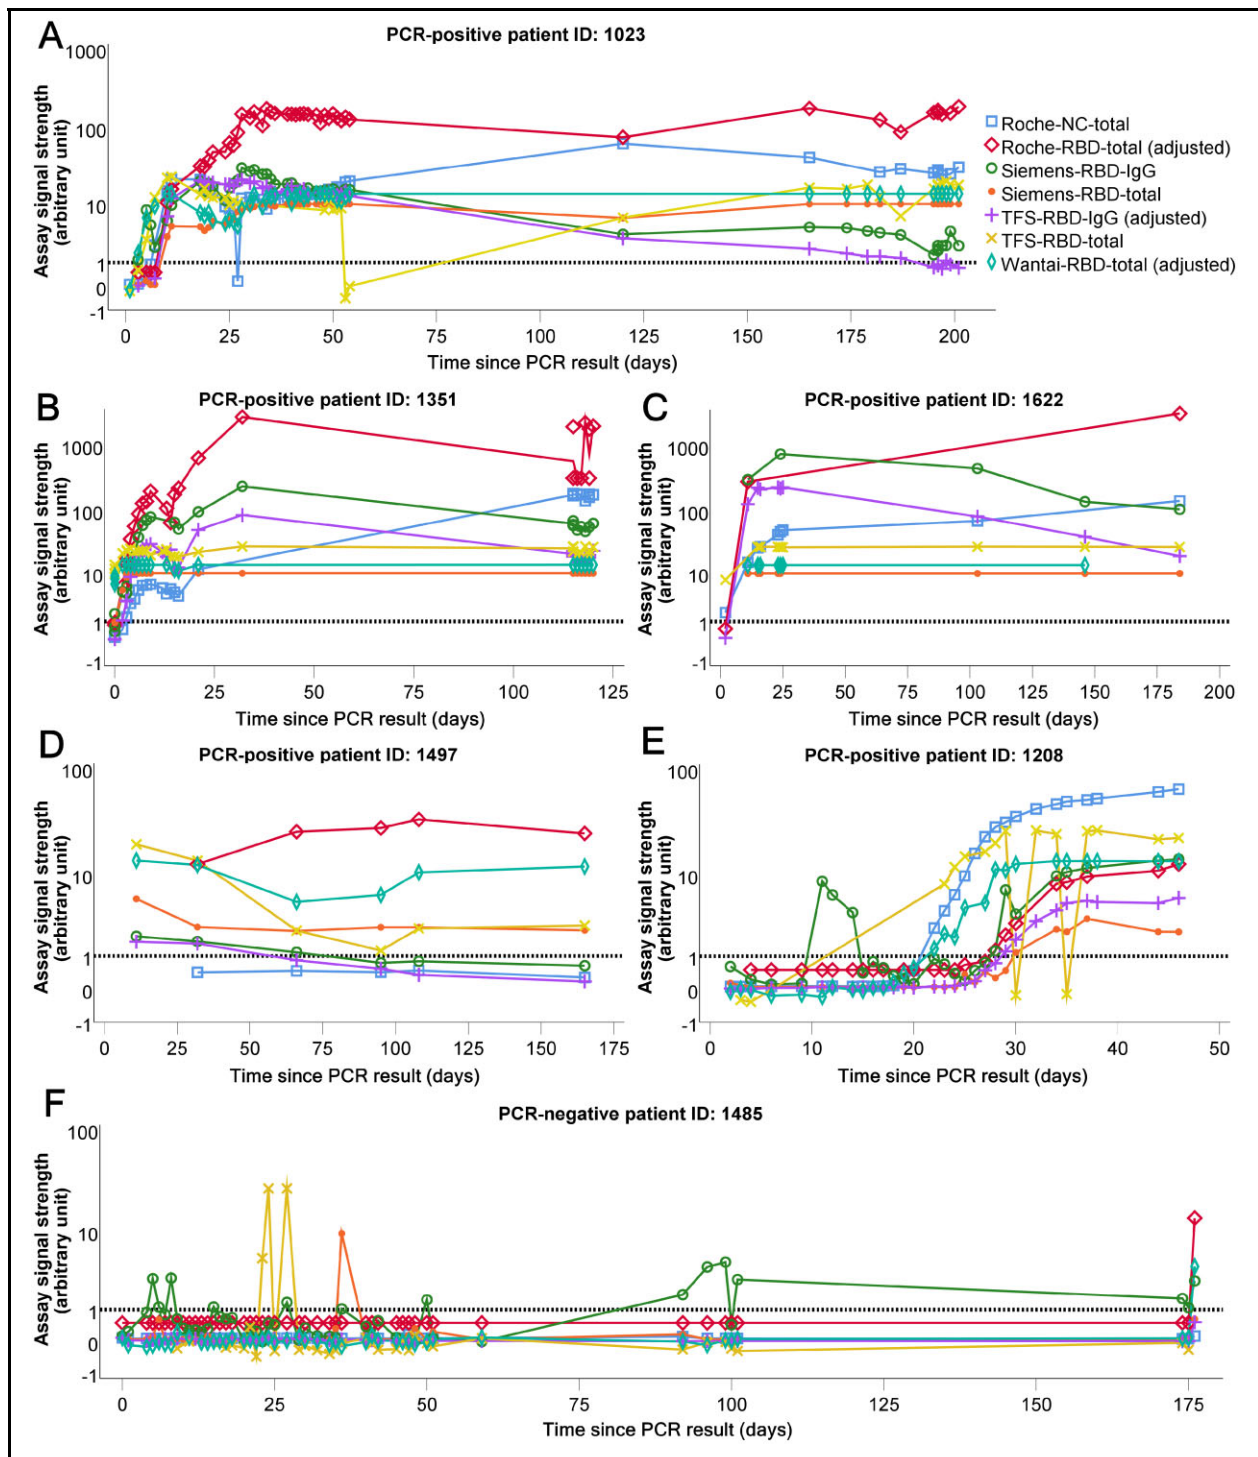 A
PCR-positive patient ID: 1023
Assay signal strength
(arbitrary unit)
1000
100
10
1
0
-1
0 25 50 75 100 125 150 175 200
Time since PCR result (days)
Roche-NC-total
Roche-RBD-total (adjusted)
Siemens-RBD-IgG
Siemens-RBD-total
TFS-RBD-IgG (adjusted)
TFS-RBD-total
Wantai-RBD-total (adjusted)
B
PCR-positive patient ID: 1351
Assay signal strength
(arbitrary unit)
1000
100
10
1
-1
0 25 50 75 100 125
Time since PCR result (days)
C
PCR-positive patient ID: 1622
Assay signal strength
(arbitrary unit)
1000
100
10
1
-1
0 25 50 75 100 125 150 175 200
Time since PCR result (days)
D
PCR-positive patient ID: 1497
Assay signal strength
(arbitrary unit)
100
10
1
0
-1
0 25 50 75 100 125 150 175
Time since PCR result (days)
E
PCR-positive patient ID: 1208
Assay signal strength
(arbitrary unit)
100
10
1
0
-1
0 10 20 30 40 50
Time since PCR result (days)
F
PCR-negative patient ID: 1485
Assay signal strength
(arbitrary unit)
100
10
1
0
-1
0 25 50 75 100 125 150 175
Time since PCR result (days)